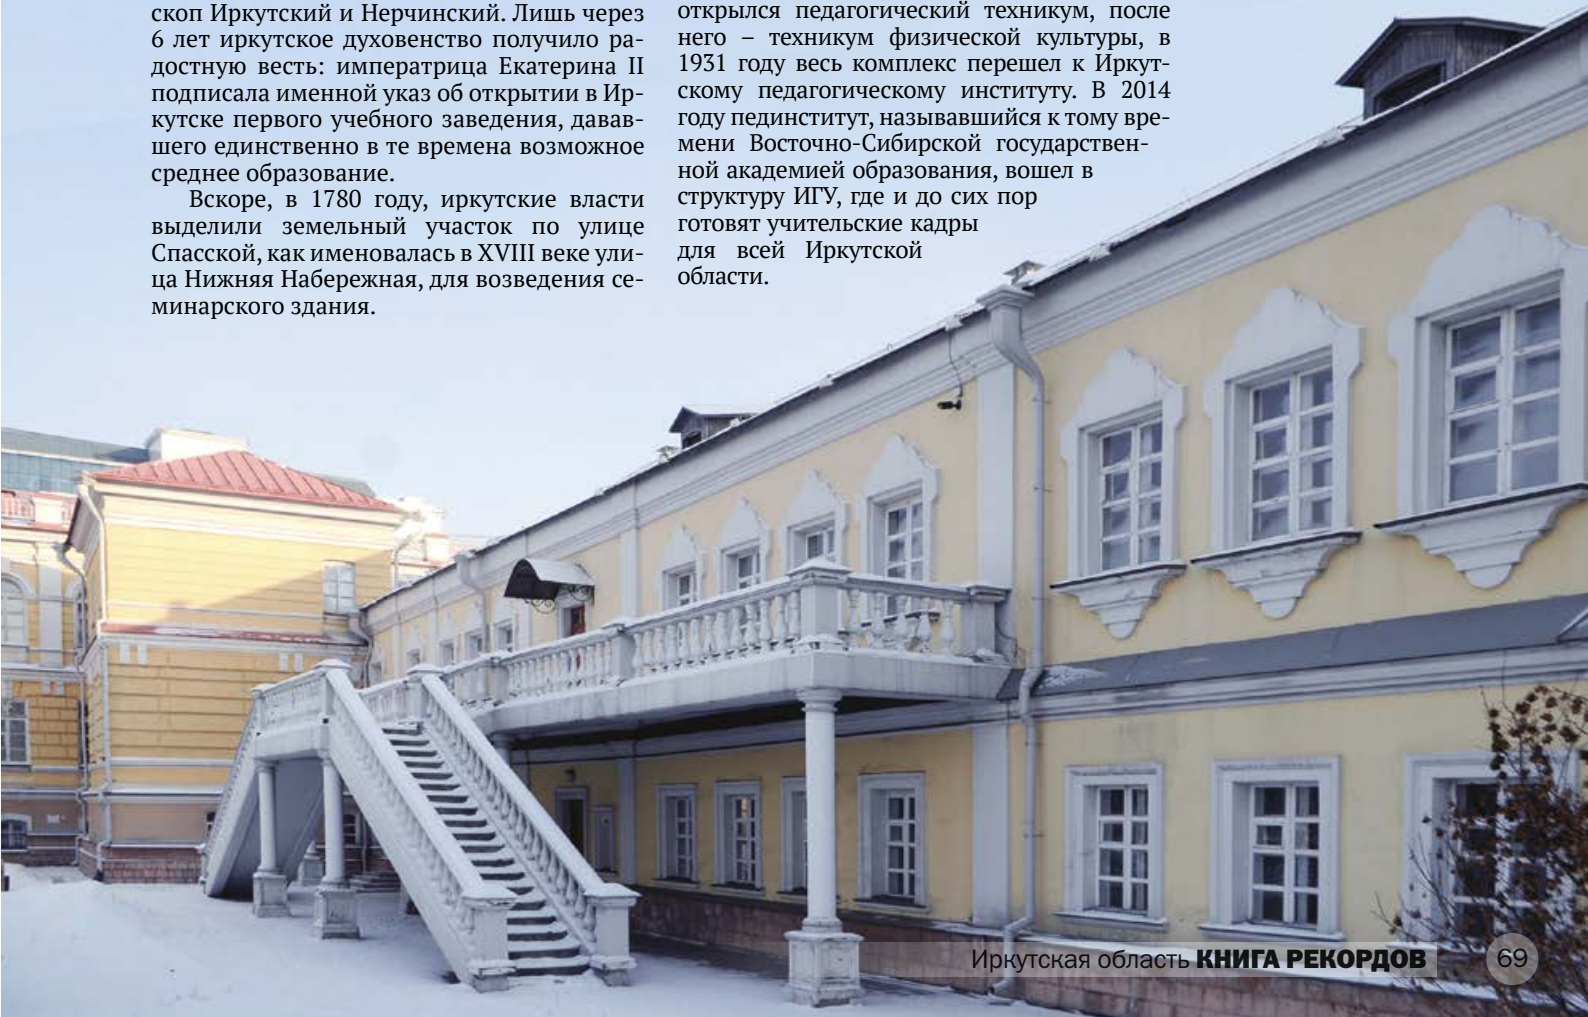 скоп Иркутский и Нерчинский. Лишь через
6 лет иркутское духовенство получило ра-
достную весть: императрица Екатерина II
подписала именной указ об открытии в Ир-
кутске первого учебного заведения, давав-
шего единственно в те времена возможное
среднее образование.
Вскоре, в 1780 году, иркутские власти
выделили земельный участок по улице
Спасской, как именовалась в XVIII веке ули-
ца Нижняя Набережная, для возведения се-
минарского здания.
открылся педагогический техникум, после
него – техникум физической культуры, в
1931 году весь комплекс перешел к Иркут-
скому педагогическому институту. В 2014
году пединститут, называвшийся к тому вре-
мени Восточно-Сибирской государствен-
ной академией образования, вошел в
структуру ИГУ, где и до сих пор
готовят учительские кадры
для всей Иркутской
области.
Иркутская область КНИГА РЕКОРДОВ 69